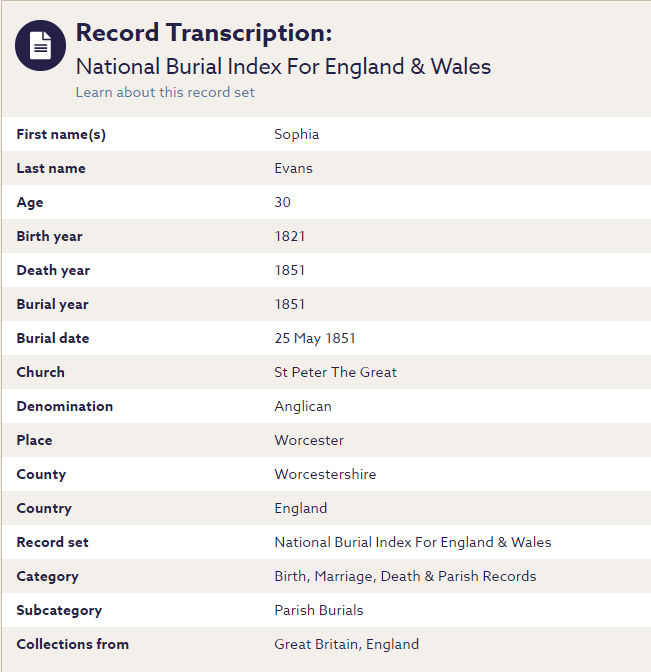 Record Transcription:
National Burial Index For England & Wales
Learn about this record set
First name(s) Sophia
Last name Evans
Age 30
Birth year 1821
Death year 1851
Burial year 1851
Burial date 25 May 1851
Church St Peter The Great
Denomination Anglican
Place Worcester
County Worcestershire
Country England
Record set National Burial Index For England & Wales
Category Birth, Marriage, Death & Parish Records
Subcategory Parish Burials
Collections from Great Britain, England